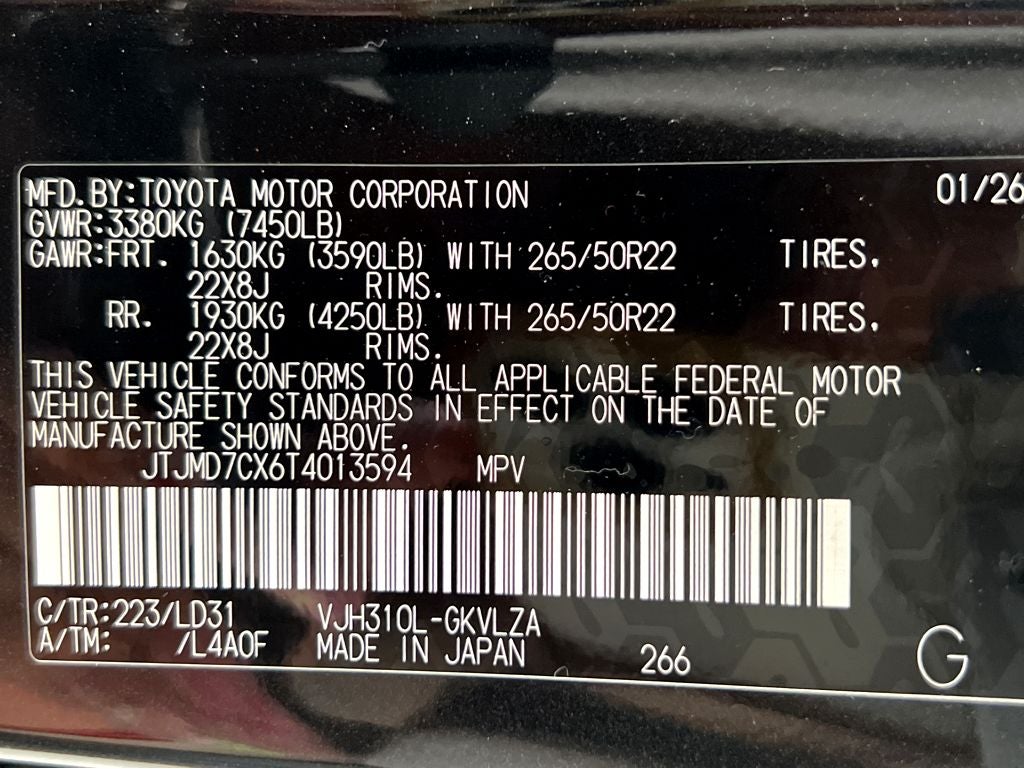 MFD.BY:TOYOTA MOTOR CORPORATION 01/26
GVWR:3380KG (7450LB)
GAWR:FRT. 1630KG (3590LB) WITH 265/50R22 TIRES.
22X8J RIMS.
RR. 1930KG (4250LB) WITH 265/50R22 TIRES.
22X8J RIMS.
THIS VEHICLE CONFORMS TO ALL APPLICABLE FEDERAL MOTOR
VEHICLE SAFETY STANDARDS IN EFFECT ON THE DATE OF
MANUFACTURE SHOWN ABOVE.
JTJMD7CX6T4013594 MPV
C/TR:223/LD31 VJH310L-GKVLZA
A/TM: /L4A0F MADE IN JAPAN 266 G